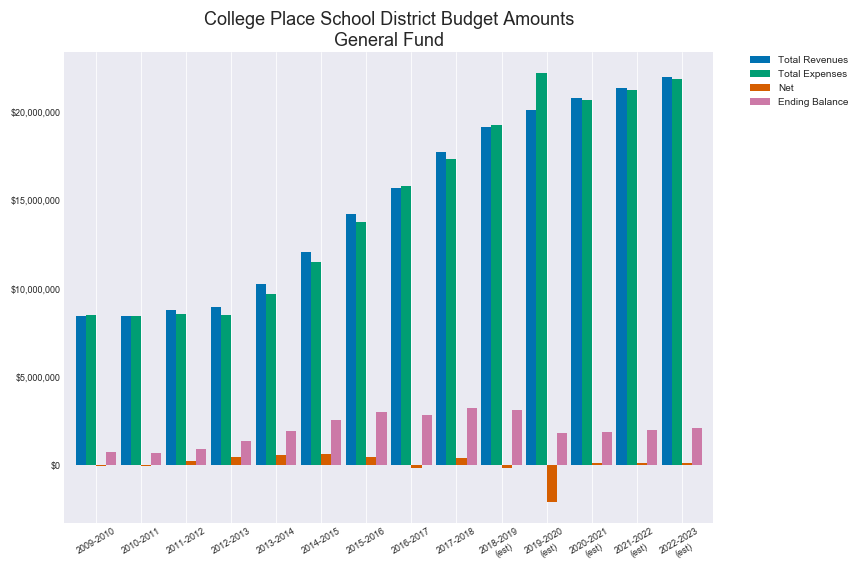 College Place School District Budget Amounts
General Fund
Total Revenues
Total Expenses
Net
Ending Balance
$20,000,000
$15,000,000
$10,000,000
$5,000,000
$0
2009-2010
2010-2011
2011-2012
2012-2013
2013-2014
2014-2015
2015-2016
2016-2017
2017-2018
2018-2019
(est)
2019-2020
(est)
2020-2021
(est)
2021-2022
(est)
2022-2023
(est)